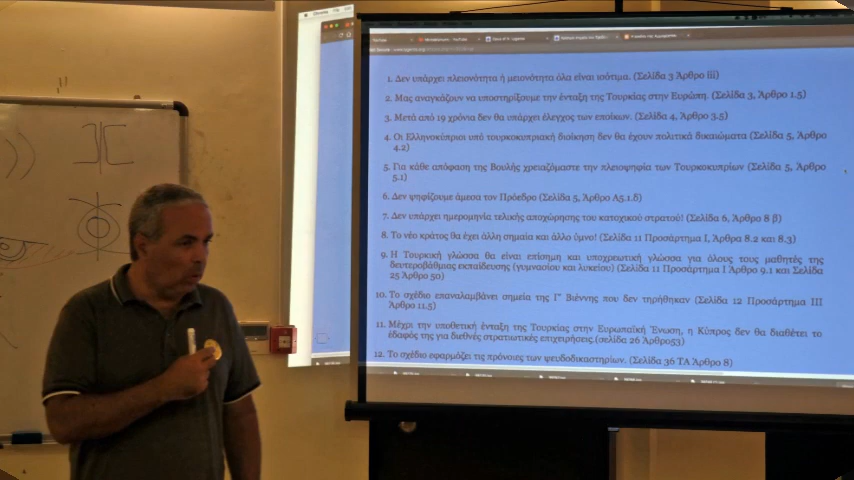 1. Δεν υπάρχει πλειονότητα ή μειονότητα όλα είναι ισότιμα. (Σελίδα 3 Άρθρο iii)
2. Μας αναγκάζουν να υποστηρίξουμε την ένταξη της Τουρκίας στην Ευρώπη. (Σελίδα 3, Άρθρο 1.5)
3. Μετά από 19 χρόνια δεν θα υπάρχει έλεγχος των εποίκων. (Σελίδα 4, Άρθρο 3.5)
4. Οι Ελληνοκύπριοι υπό τουρκοκυπριακή διοίκηση δεν θα έχουν πολιτικά δικαιώματα (Σελίδα 5, Άρθρο
4.2)
5. Για κάθε απόφαση της Βουλής χρειαζόμαστε την πλειοψηφία των Τουρκοκυπρίων (Σελίδα 5, Άρθρο
5.1)
6. Δεν ψηφίζουμε άμεσα τον Πρόεδρο (Σελίδα 5, Άρθρο Α5.1.δ)
7. Δεν υπάρχει ημερομηνία τελικής αποχώρησης του κατοχικού στρατού! (Σελίδα 6, Άρθρο 8 β)
8. Το νέο κράτος θα έχει άλλη σημαία και άλλο ύμνο! (Σελίδα 11 Προσάρτημα Ι, Άρθρα 8.2 και 8.3)
9. Η Τουρκική γλώσσα θα είναι επίσημη και υποχρεωτική γλώσσα για όλους τους μαθητές της
δευτεροβάθμιας εκπαίδευσης (γυμνασίου και λυκείου) (Σελίδα 11 Προσάρτημα Ι Άρθρο 9.1 και Σελίδα
25 Άρθρο 50)
10. Το σχέδιο επαναλαμβάνει σημεία της Γ' Βιέννης που δεν τηρήθηκαν (Σελίδα 12 Προσάρτημα ΙΙΙ
Άρθρο 11.5)
11. Μέχρι την υποθετική ένταξη της Τουρκίας στην Ευρωπαϊκή Ένωση, η Κύπρος δεν θα διαθέτει το
έδαφός της για διεθνές στρατιωτικές επιχειρήσεις.(σελίδα 26 Άρθρο53)
12. Το σχέδιο εφαρμόζει τις πρόνοιες των ψευδοδικαστηρίων. (Σελίδα 36 ΤΑ Άρθρο 8)